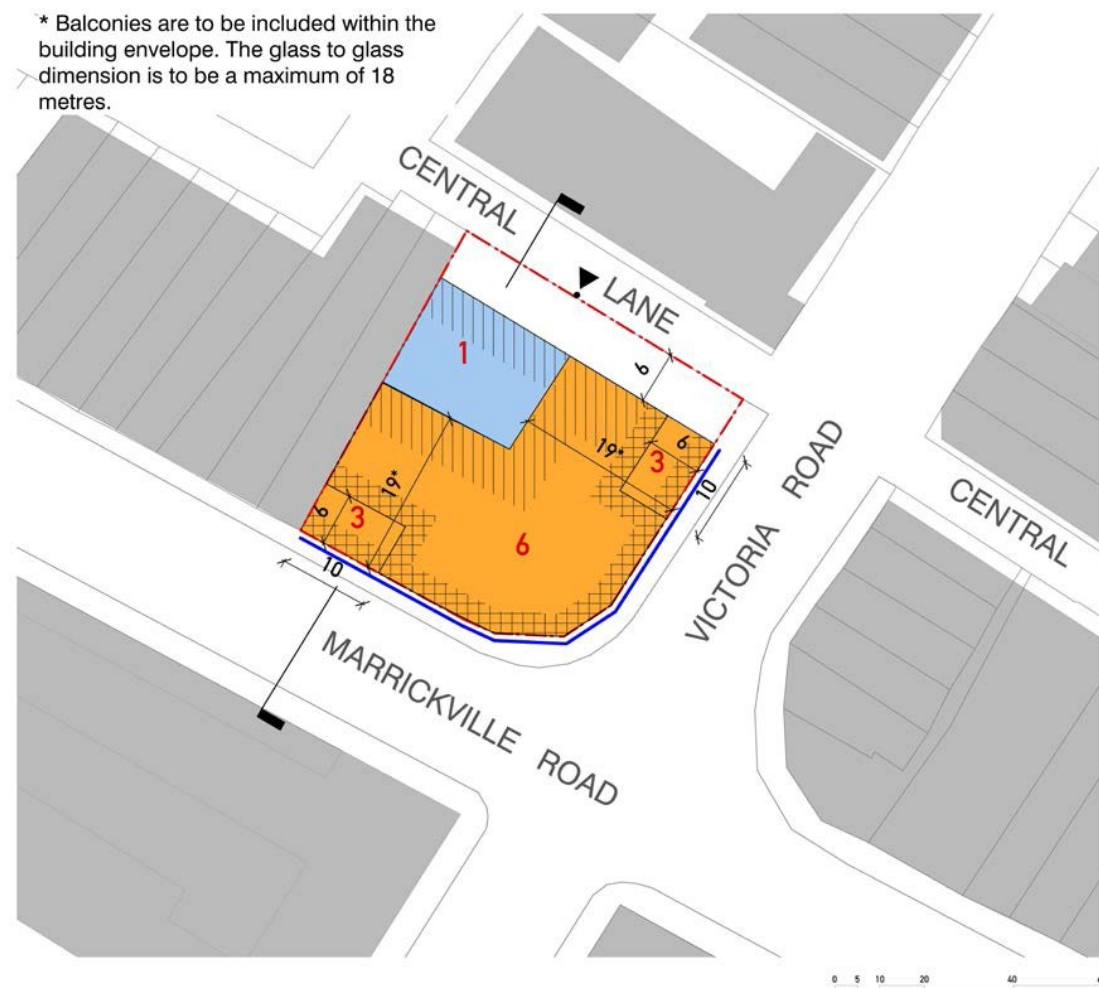 * Balconies are to be included within the
building envelope. The glass to glass
dimension is to be a maximum of 18
metres.
CENTRAL
LANE
1
6
19*
6
3
10
VICTORIA ROAD
CENTRAL
19*
6
3
6
10
MARRICKVILLE ROAD
0 5 10 20 40